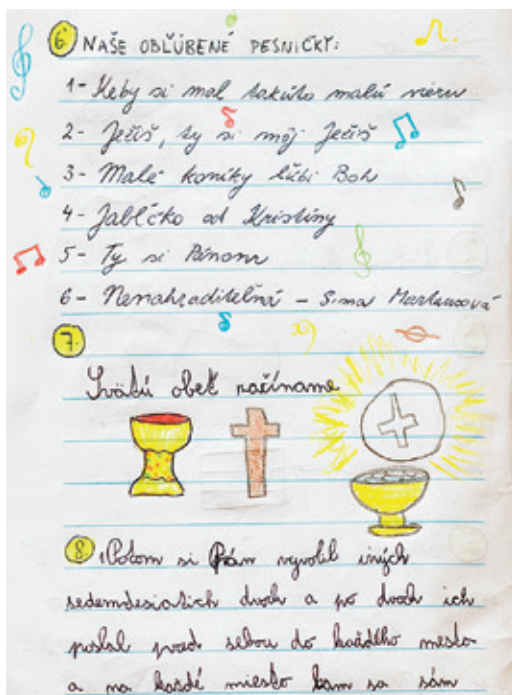 6. NAŠE OBĽÚBENÉ PESNIČKY:
1- Keby si mal takúto malú vieru
2- Ježiš, ty si môj Ježiš
3- Malé koníky ľúbi Boh
4- Jabĺčko od Kristíny
5- Ty si Pánom
6- Nenahraditeľná - Sima Martausová
7.
Svätú obeť začíname
8. Potom si Pán vyvolil iných
sedemdesiatich dvoch a po dvoch ich
poslal pred sebou do každého mesta
a na každé miesto kam sa sám